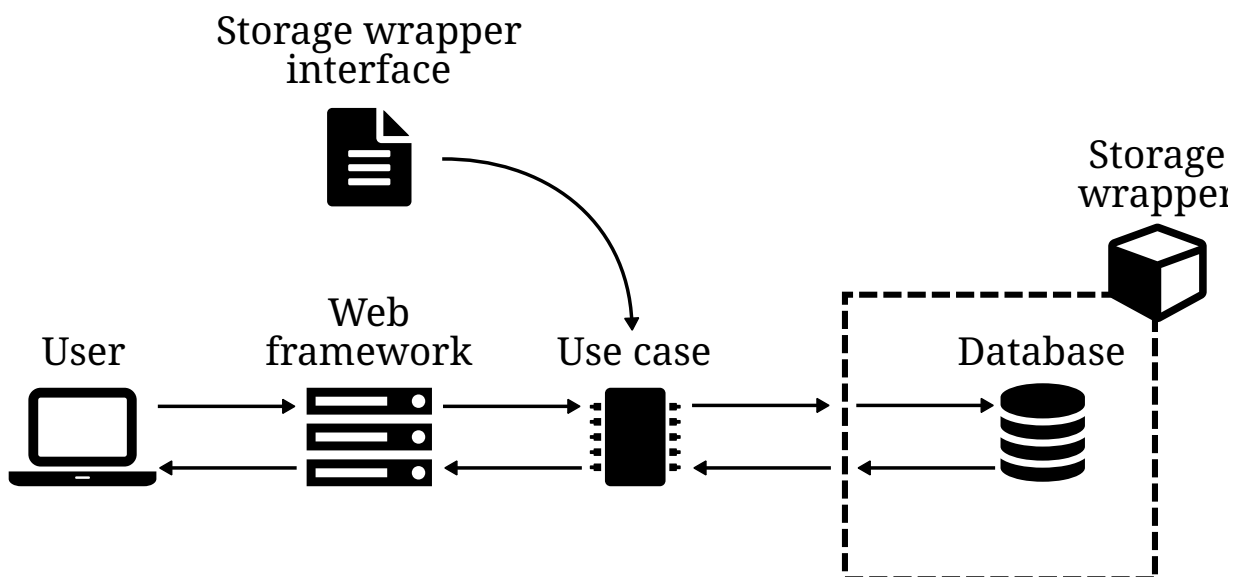 Storage wrapper
interface
Storage
wrapper
Web
framework
User
Use case
Database